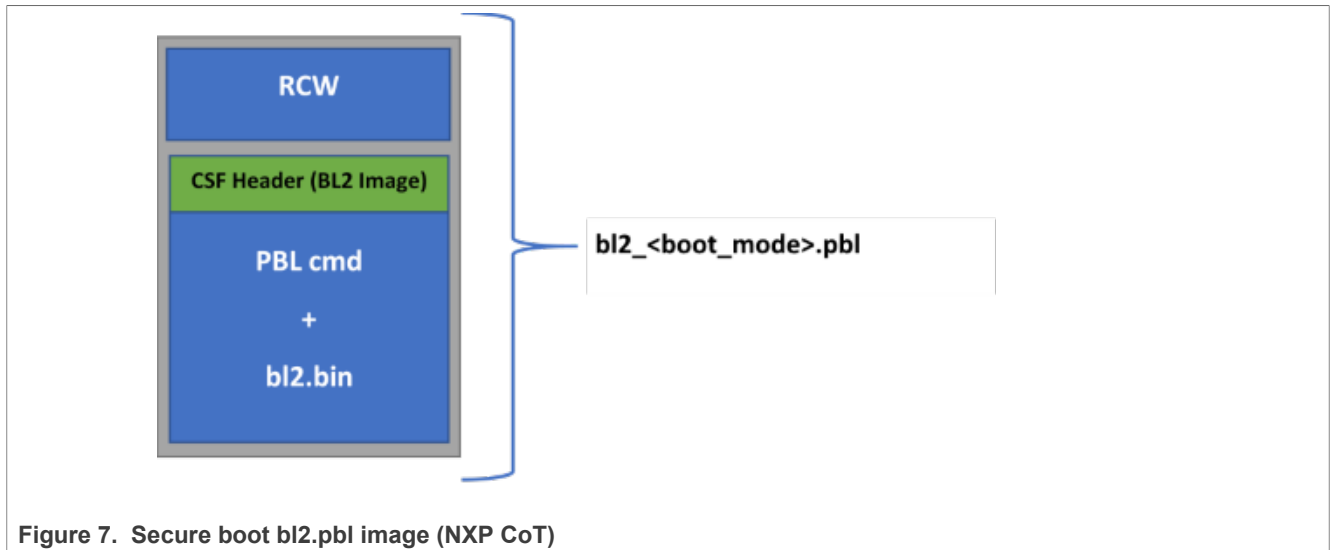 RCW
CSF Header (BL2 Image)
PBL cmd
+
bl2.bin
bl2_<boot_mode>.pbl
Figure 7. Secure boot bl2.pbl image (NXP CoT)